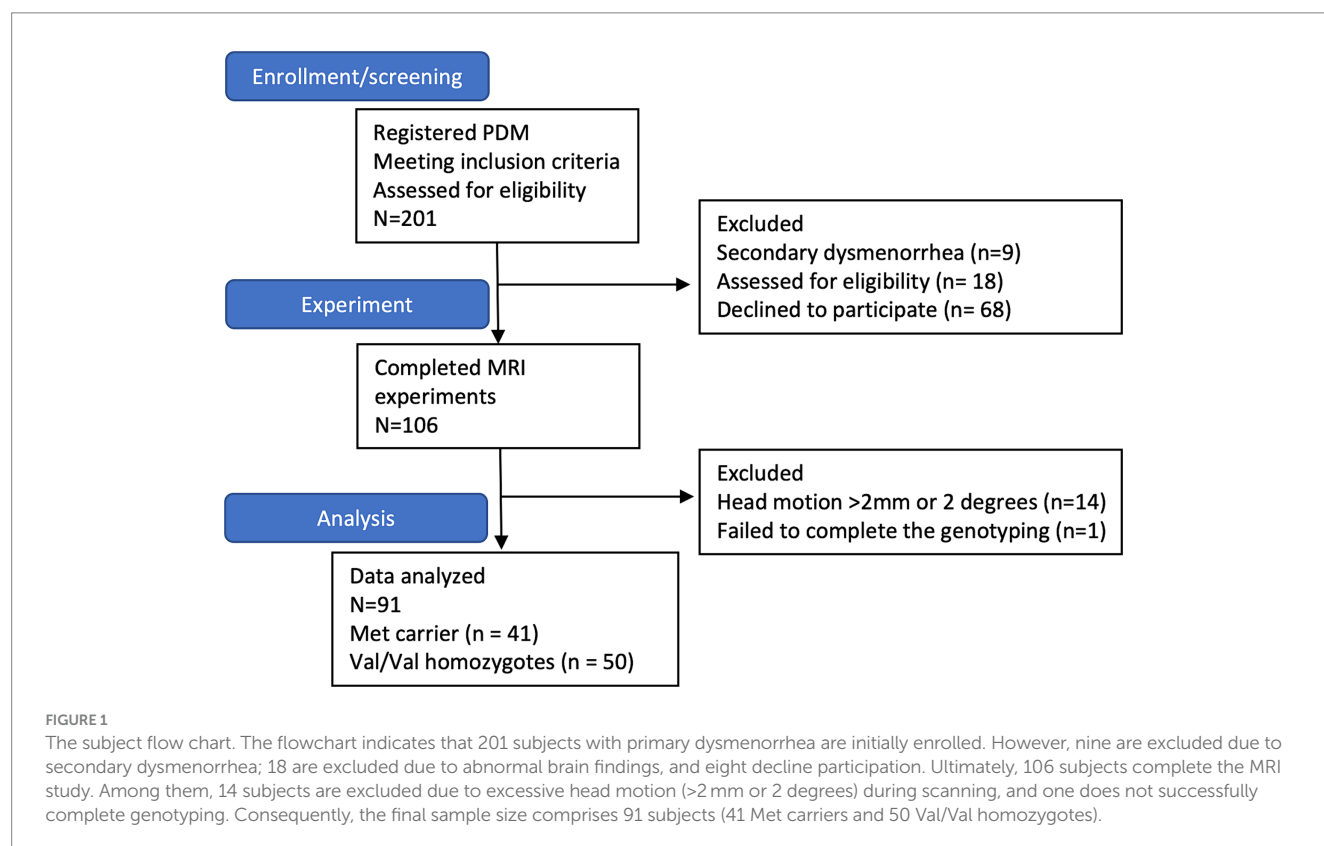 Enrollment/screening
Registered PDM
Meeting inclusion criteria
Assessed for eligibility
N=201
Excluded
Secondary dysmenorrhea (n=9)
Assessed for eligibility (n= 18)
Declined to participate (n= 68)
Experiment
Completed MRI
experiments
N=106
Excluded
Head motion >2mm or 2 degrees (n=14)
Failed to complete the genotyping (n=1)
Analysis
Data analyzed
N=91
Met carrier (n = 41)
Val/Val homozygotes (n = 50)
FIGURE 1
The subject flow chart. The flowchart indicates that 201 subjects with primary dysmenorrhea are initially enrolled. However, nine are excluded due to
secondary dysmenorrhea; 18 are excluded due to abnormal brain findings, and eight decline participation. Ultimately, 106 subjects complete the MRI
study. Among them, 14 subjects are excluded due to excessive head motion (>2 mm or 2 degrees) during scanning, and one does not successfully
complete genotyping. Consequently, the final sample size comprises 91 subjects (41 Met carriers and 50 Val/Val homozygotes).